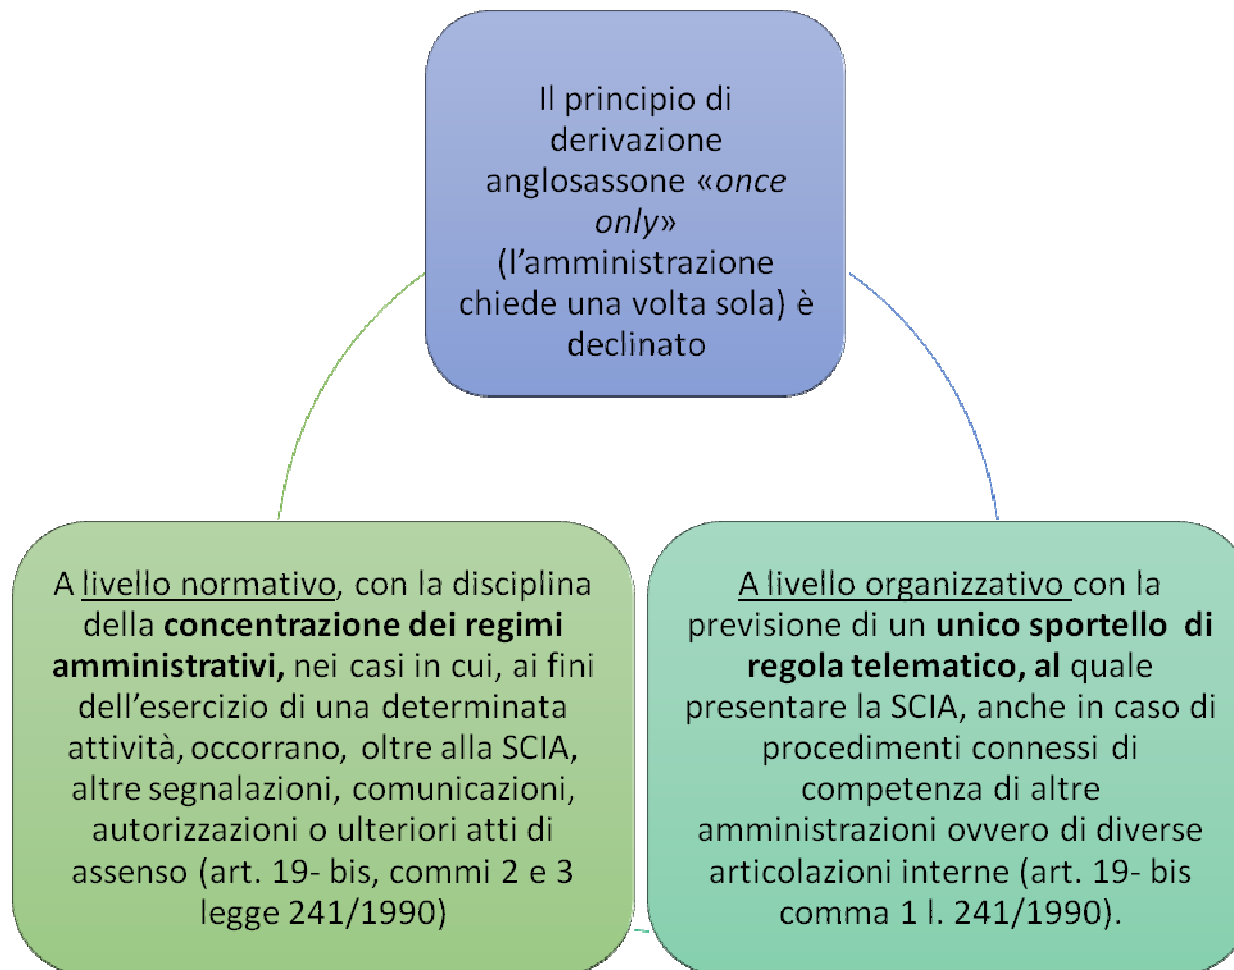 Il principio di
derivazione
anglosassone «once
only»
(l’amministrazione
chiede una volta sola) è
declinato
A livello normativo, con la disciplina
della concentrazione dei regimi
amministrativi, nei casi in cui, ai fini
dell’esercizio di una determinata
attività, occorrano, oltre alla SCIA,
altre segnalazioni, comunicazioni,
autorizzazioni o ulteriori atti di
assenso (art. 19- bis, commi 2 e 3
legge 241/1990)
A livello organizzativo con la
previsione di un unico sportello di
regola telematico, al quale
presentare la SCIA, anche in caso di
procedimenti connessi di
competenza di altre
amministrazioni ovvero di diverse
articolazioni interne (art. 19- bis
comma 1 l. 241/1990).